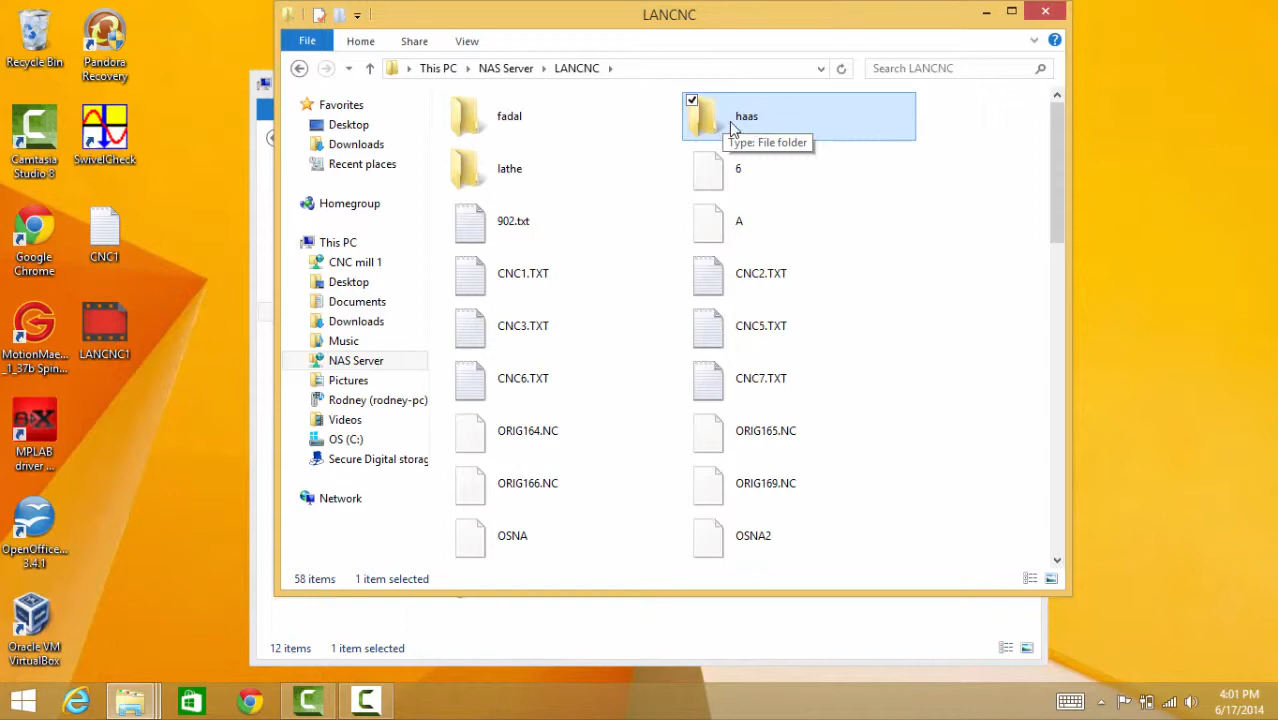 Recycle Bin
Pandora Recovery
Camtasia Studio 8
SwivelCheck
Google Chrome
CNC1
MotionMae... _1_37b Spin...
LANCNC1
MPLAB driver ...
OpenOffice... 3.4.1
Oracle VM VirtualBox
LANCNC
File Home Share View
This PC NAS Server LANCNC
Search LANCNC
Favorites
Desktop
Downloads
Recent places
Homegroup
This PC
CNC mill 1
Desktop
Documents
Downloads
Music
NAS Server
Pictures
Rodney (rodney-pc)
Videos
OS (C:)
Secure Digital storag
Network
fadal
haas
Type: File folder
lathe
6
902.txt
A
CNC1.TXT
CNC2.TXT
CNC3.TXT
CNC5.TXT
CNC6.TXT
CNC7.TXT
ORIG164.NC
ORIG165.NC
ORIG166.NC
ORIG169.NC
OSNA
OSNA2
58 items 1 item selected
12 items 1 item selected
4:01 PM
6/17/2014